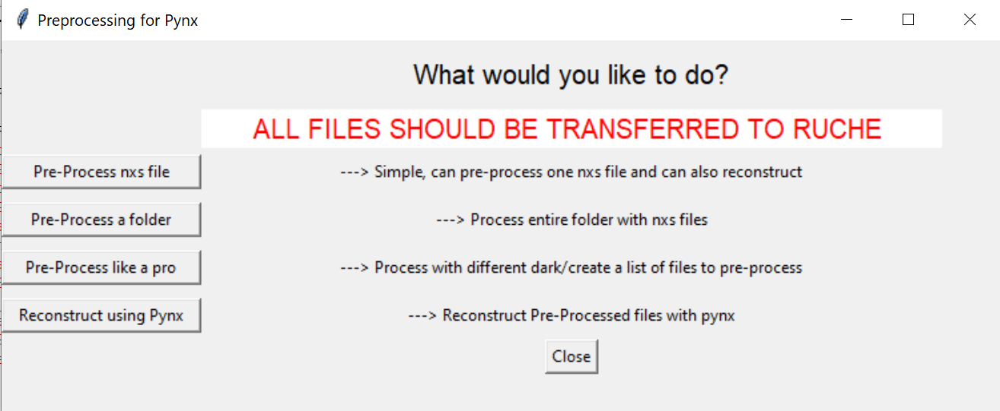 Preprocessing for Pynx
What would you like to do?
ALL FILES SHOULD BE TRANSFERRED TO RUCHE
Pre-Process nxs file ---> Simple, can pre-process one nxs file and can also reconstruct
Pre-Process a folder ---> Process entire folder with nxs files
Pre-Process like a pro ---> Process with different dark/create a list of files to pre-process
Reconstruct using Pynx ---> Reconstruct Pre-Processed files with pynx
Close